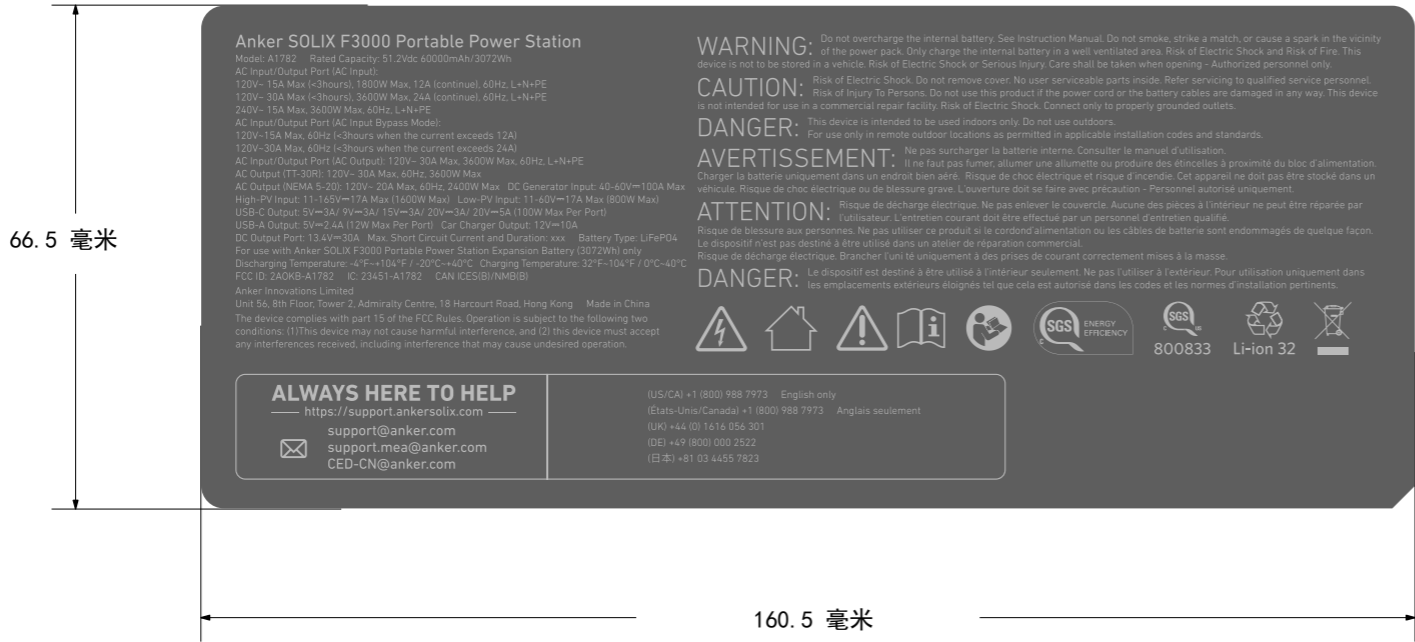 Anker SOLIX F3000 Portable Power Station
Model: A1782 Rated Capacity: 51.2Vdc 60000mAh/3072Wh
AC Input/Output Port (AC Input):
120V~ 15A Max (<3hours), 1800W Max, 12A (continue), 60Hz, L+N+PE
120V~ 30A Max (<3hours), 3600W Max, 24A (continue), 60Hz, L+N+PE
240V~ 15A Max, 3600W Max, 60Hz, L+N+PE
AC Input/Output Port (AC Input Bypass Mode):
120V~15A Max, 60Hz (<3hours when the current exceeds 12A)
120V~30A Max, 60Hz (<3hours when the current exceeds 24A)
AC Input/Output Port (AC Output): 120V~ 30A Max, 3600W Max, 60Hz, L+N+PE
AC Output (TT-30R): 120V~ 30A Max, 60Hz, 3600W Max
AC Output (NEMA 5-20): 120V~ 20A Max, 60Hz, 2400W Max DC Generator Input: 40-60V⎓100A Max
High-PV Input: 11-165V⎓17A Max (1600W Max) Low-PV Input: 11-60V⎓17A Max (800W Max)
USB-C Output: 5V⎓3A/ 9V⎓3A/ 15V⎓3A/ 20V⎓3A/ 20V⎓5A (100W Max Per Port)
USB-A Output: 5V⎓2.4A (12W Max Per Port) Car Charger Output: 12V⎓10A
DC Output Port: 13.4V⎓30A Max. Short Circuit Current and Duration: xxx Battery Type: LiFePO4
For use with Anker SOLIX F3000 Portable Power Station Expansion Battery (3072Wh) only
Discharging Temperature: -4°F~+104°F / -20°C~+40°C Charging Temperature: 32°F~104°F / 0°C~40°C
FCC ID: 2AOKB-A1782 IC: 23451-A1782 CAN ICES(B)/NMB(B)
Anker Innovations Limited
Unit 56, 8th Floor, Tower 2, Admiralty Centre, 18 Harcourt Road, Hong Kong Made in China
The device complies with part 15 of the FCC Rules. Operation is subject to the following two
conditions: (1)This device may not cause harmful interference, and (2) this device must accept
any interferences received, including interference that may cause undesired operation.
WARNING: Do not overcharge the internal battery. See Instruction Manual. Do not smoke, strike a match, or cause a spark in the vicinity
of the power pack. Only charge the internal battery in a well ventilated area. Risk of Electric Shock and Risk of Fire. This
device is not to be stored in a vehicle. Risk of Electric Shock or Serious Injury. Care shall be taken when opening - Authorized personnel only.
CAUTION: Risk of Electric Shock. Do not remove cover. No user serviceable parts inside. Refer servicing to qualified service personnel.
Risk of Injury To Persons. Do not use this product if the power cord or the battery cables are damaged in any way. This device
is not intended for use in a commercial repair facility. Risk of Electric Shock. Connect only to properly grounded outlets.
DANGER: This device is intended to be used indoors only. Do not use outdoors.
For use only in remote outdoor locations as permitted in applicable installation codes and standards.
AVERTISSEMENT: Ne pas surcharger la batterie interne. Consulter le manuel d'utilisation.
Il ne faut pas fumer, allumer une allumette ou produire des étincelles à proximité du bloc d'alimentation.
Charger la batterie uniquement dans un endroit bien aéré. Risque de choc électrique et risque d'incendie. Cet appareil ne doit pas être stocké dans un
véhicule. Risque de choc électrique ou de blessure grave. L'ouverture doit se faire avec précaution - Personnel autorisé uniquement.
ATTENTION: Risque de décharge électrique. Ne pas enlever le couvercle. Aucune des pièces à l'intérieur ne peut être réparée par
l'utilisateur. L'entretien courant doit être effectué par un personnel d'entretien qualifié.
Risque de blessure aux personnes. Ne pas utiliser ce produit si le cordond'alimentation ou les câbles de batterie sont endommagés de quelque façon.
Le dispositif n'est pas destiné à être utilisé dans un atelier de réparation commercial.
Risque de décharge électrique. Brancher l'uni té uniquement à des prises de courant correctement mises à la masse.
DANGER: Le dispositif est destiné à être utilisé à l'intérieur seulement. Ne pas l'utiliser à l'extérieur. Pour utilisation uniquement dans
les emplacements extérieurs éloignés tel que cela est autorisé dans les codes et les normes d'installation pertinents.
SGS ENERGY
EFFICIENCY
C
SGS
C US
800833
Li-ion 32
ALWAYS HERE TO HELP
https://support.ankersolix.com
support@anker.com
support.mea@anker.com
CED-CN@anker.com
(US/CA) +1 (800) 988 7973 English only
(États-Unis/Canada) +1 (800) 988 7973 Anglais seulement
(UK) +44 (0) 1616 056 301
(DE) +49 (800) 000 2522
(日本) +81 03 4455 7823
66.5 毫米
160.5 毫米